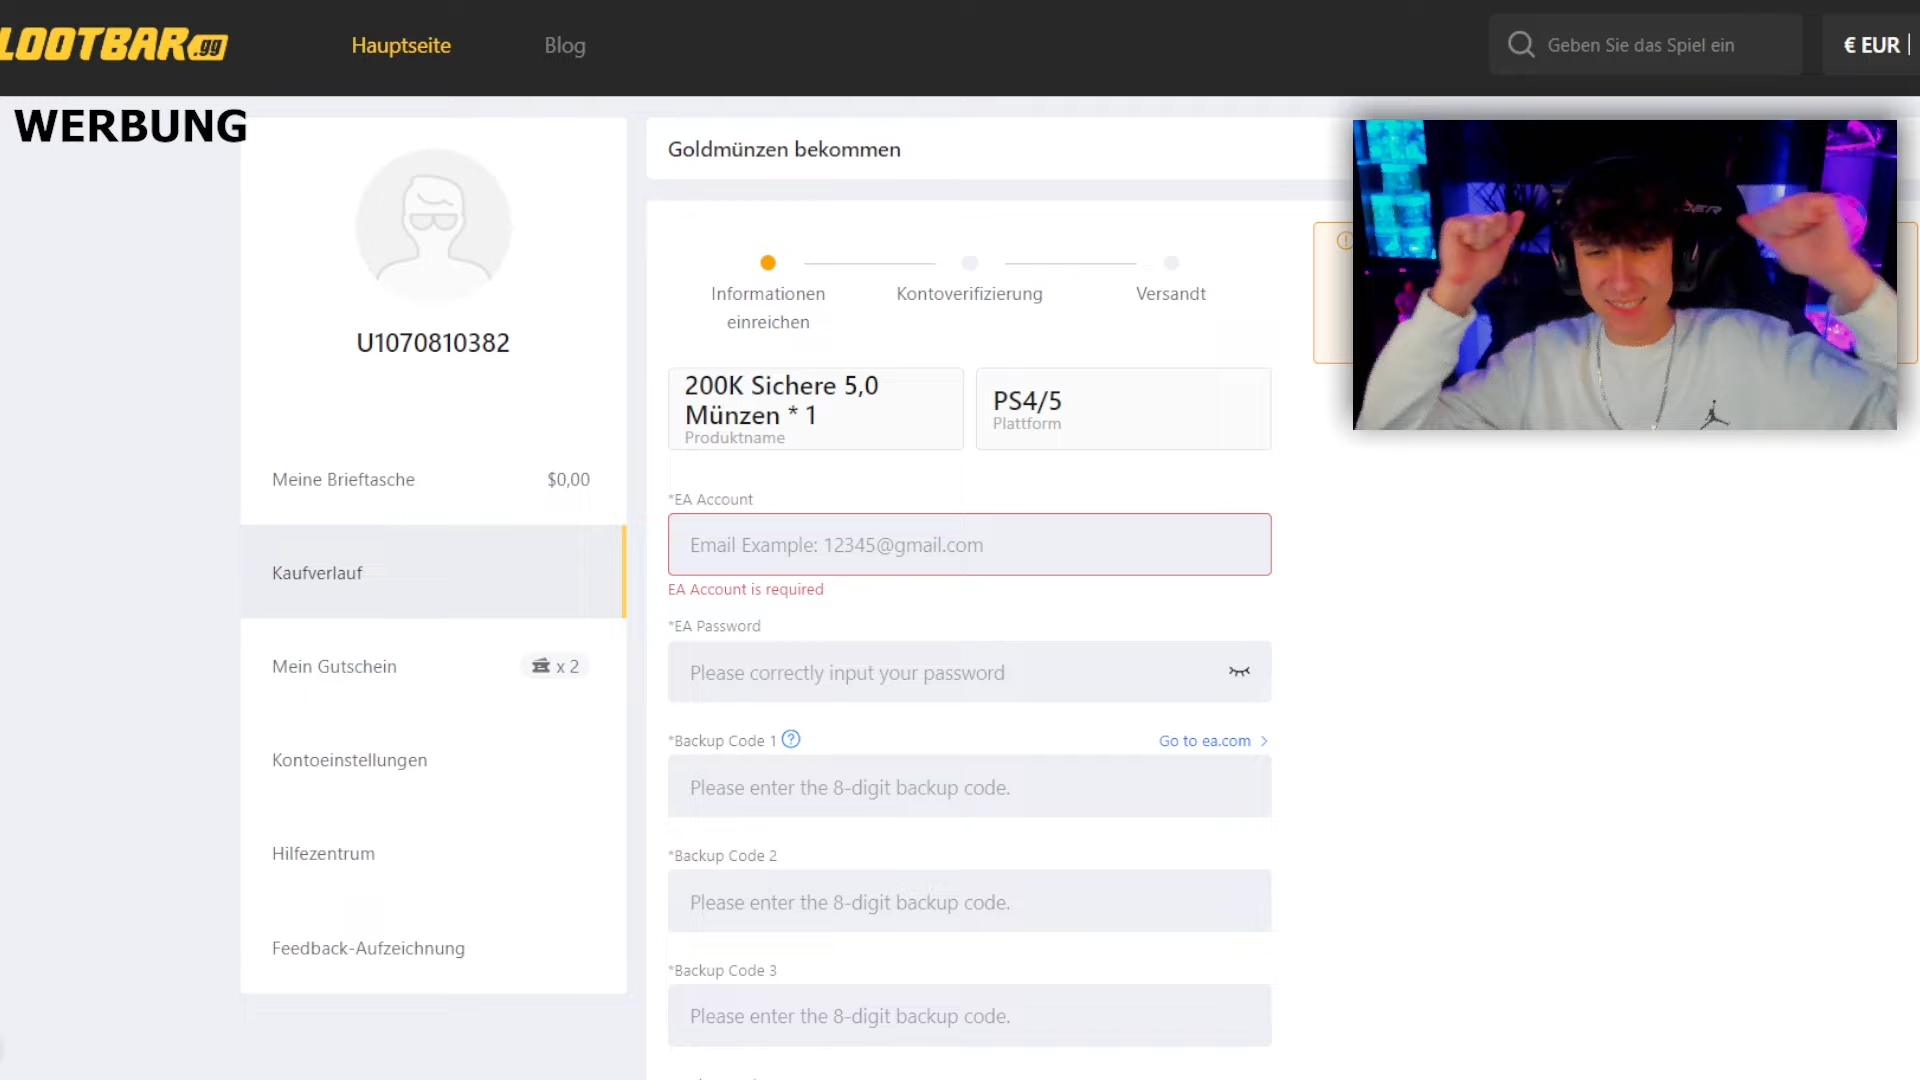 LOOTBAR.gg
Hauptseite
Blog
Geben Sie das Spiel ein
€ EUR |
WERBUNG
U1070810382
Meine Brieftasche
$0,00
Kaufverlauf
Mein Gutschein
x 2
Kontoeinstellungen
Hilfezentrum
Feedback-Aufzeichnung
Goldmünzen bekommen
Informationen
einreichen
Kontoverifizierung
Versandt
200K Sichere 5,0
Münzen * 1
Produktname
PS4/5
Plattform
*EA Account
Email Example: 12345@gmail.com
EA Account is required
*EA Password
Please correctly input your password
*Backup Code 1
Go to ea.com >
Please enter the 8-digit backup code.
*Backup Code 2
Please enter the 8-digit backup code.
*Backup Code 3
Please enter the 8-digit backup code.